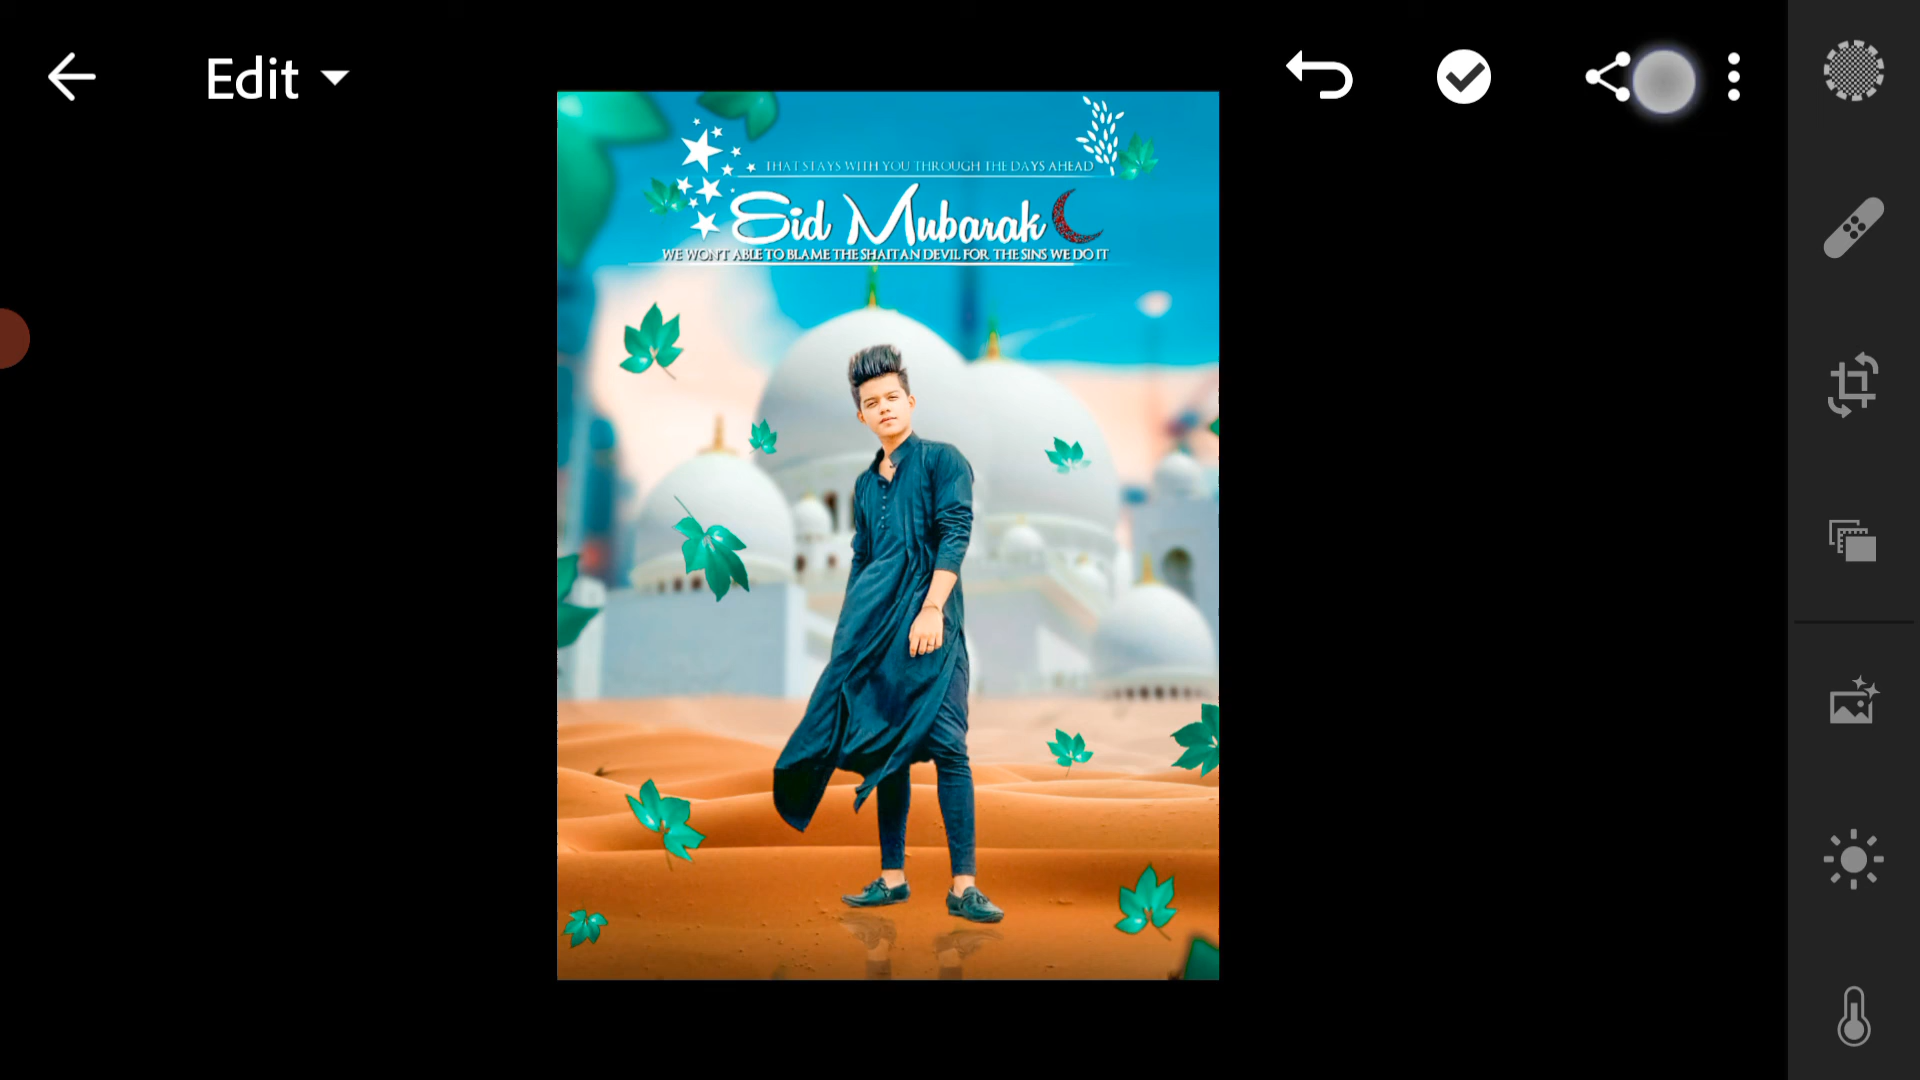 Edit
THAT STAYS WITH YOU THROUGH THE DAYS AHEAD
Eid Mubarak
WE WON'T ABLE TO BLAME THE SHAITAN DEVIL FOR THE SINS WE DO IT